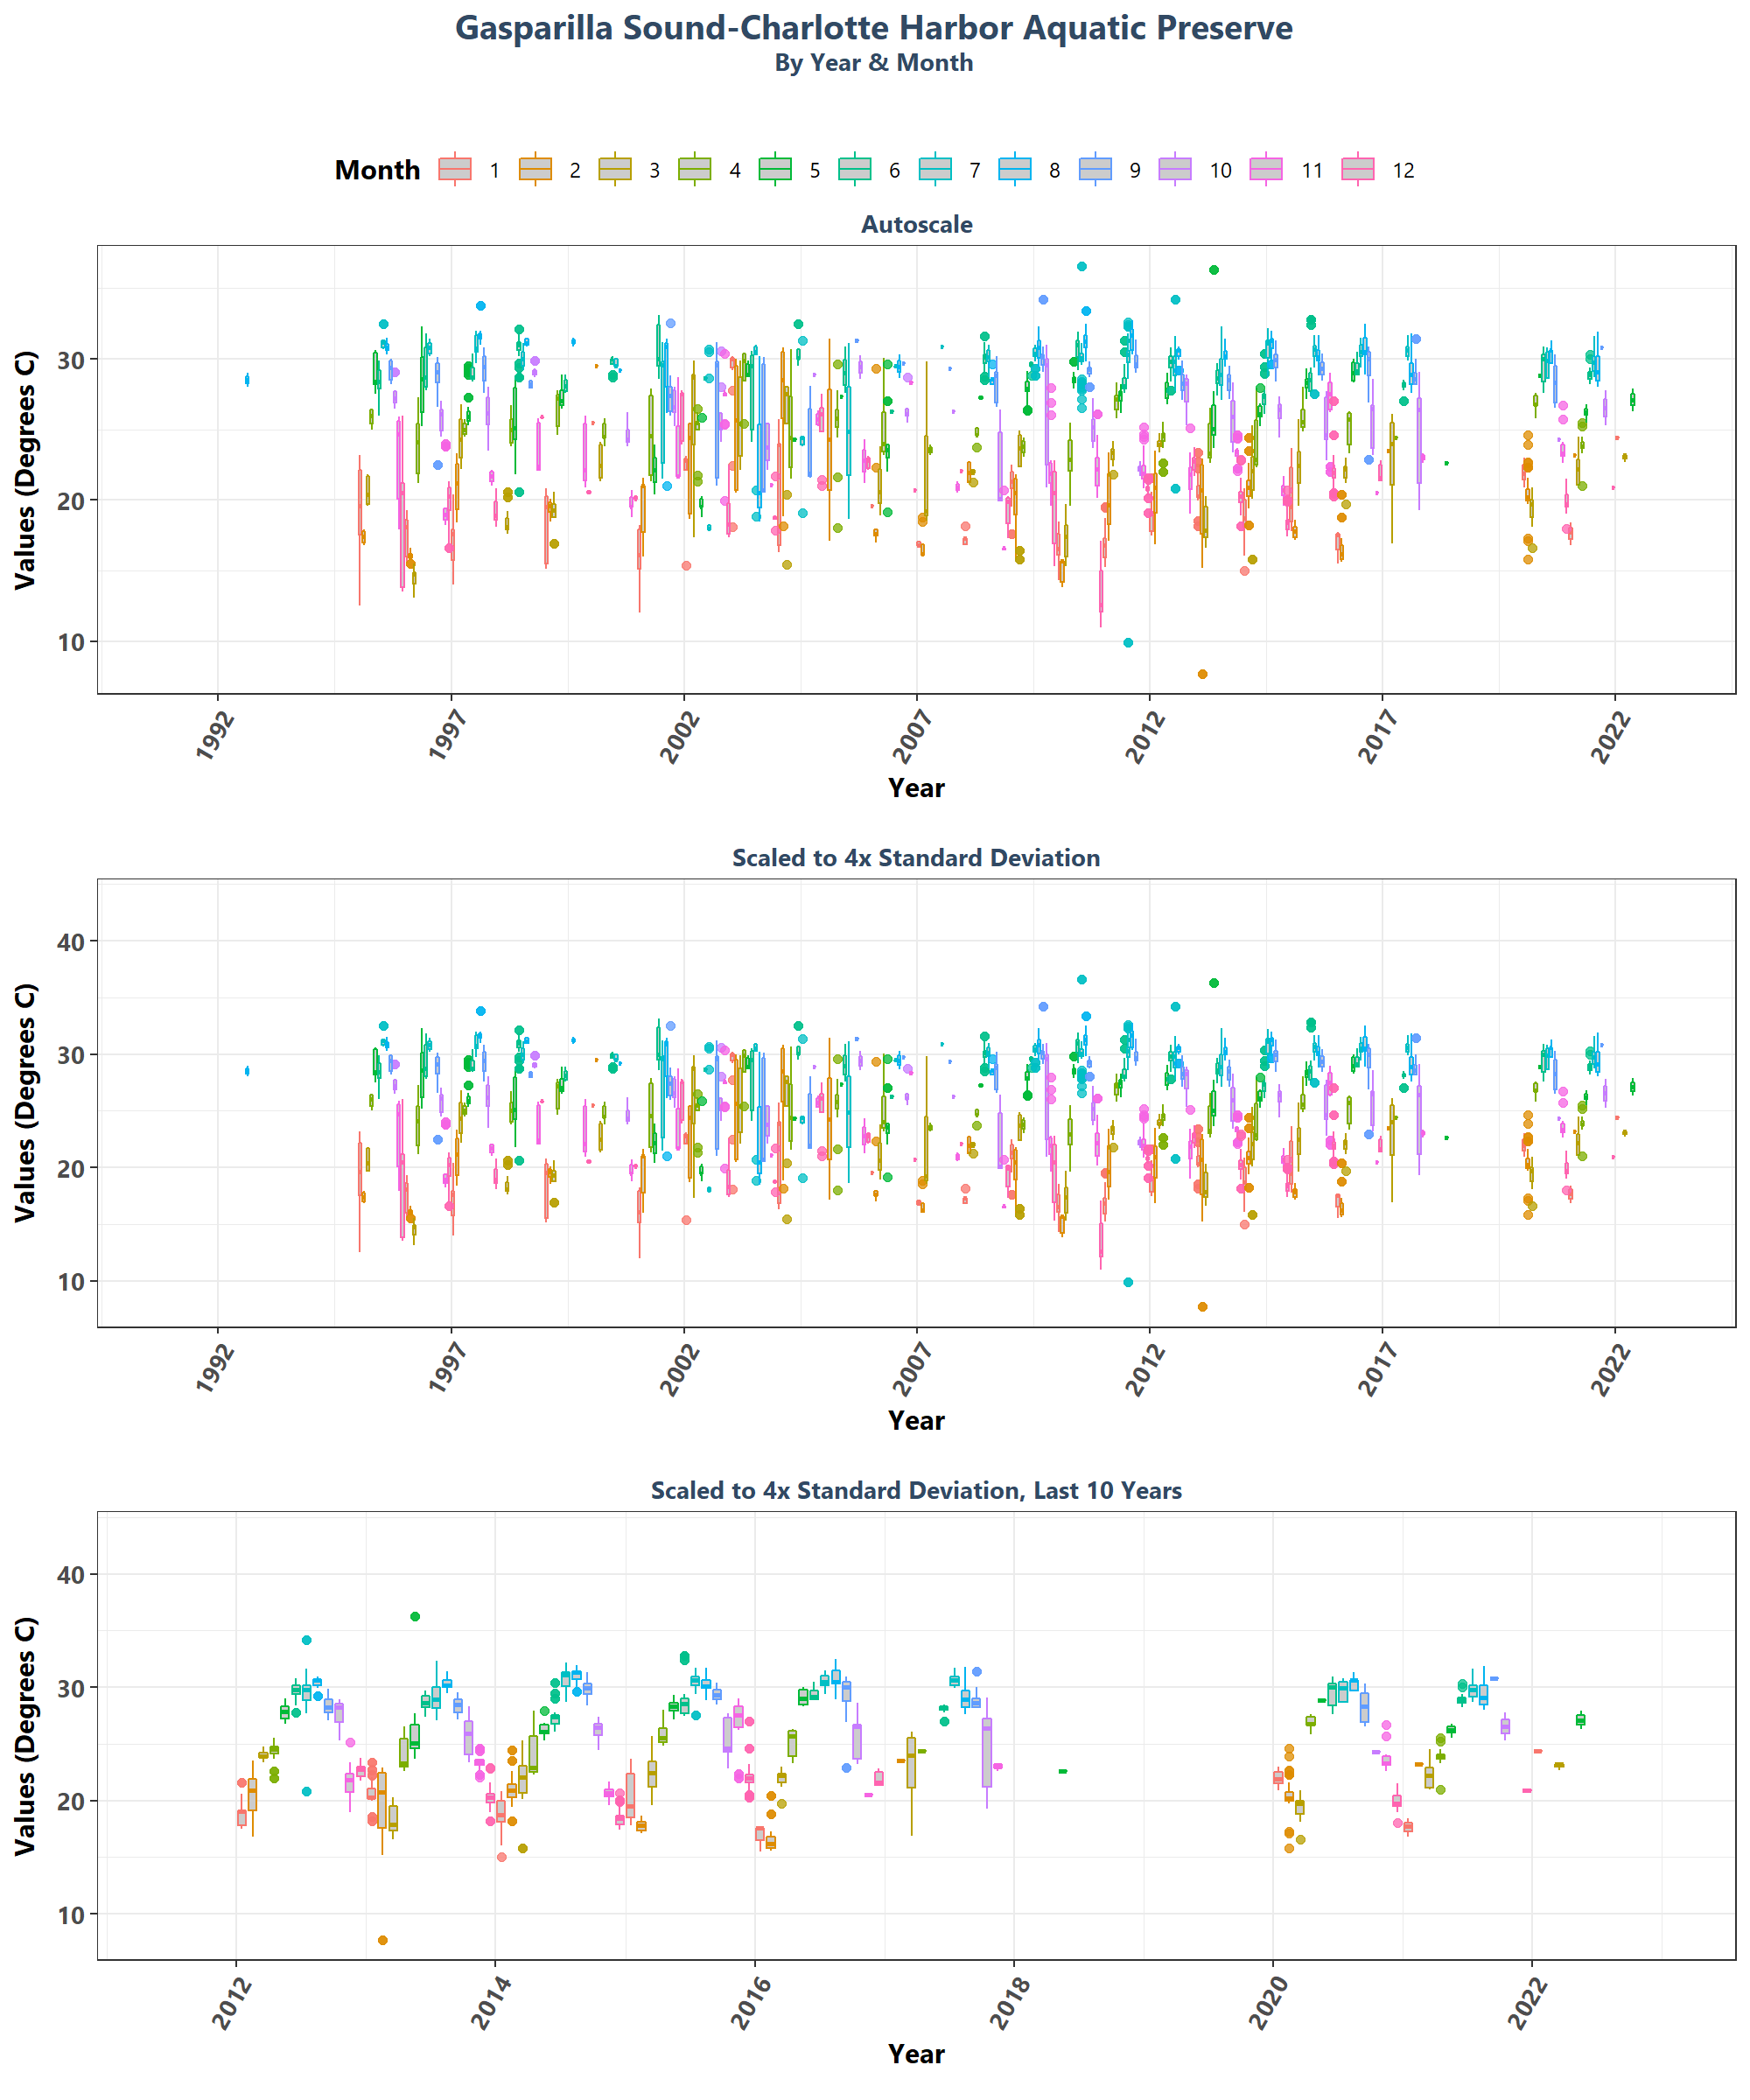 Gasparilla Sound-Charlotte Harbor Aquatic Preserve
By Year & Month
Month 1 2 3 4 5 6 7 8 9 10 11 12
Autoscale
Values (Degrees C)
30
20
10
1992 1997 2002 2007 2012 2017 2022
Year
Scaled to 4x Standard Deviation
Values (Degrees C)
40
30
20
10
1992 1997 2002 2007 2012 2017 2022
Year
Scaled to 4x Standard Deviation, Last 10 Years
Values (Degrees C)
40
30
20
10
2012 2014 2016 2018 2020 2022
Year